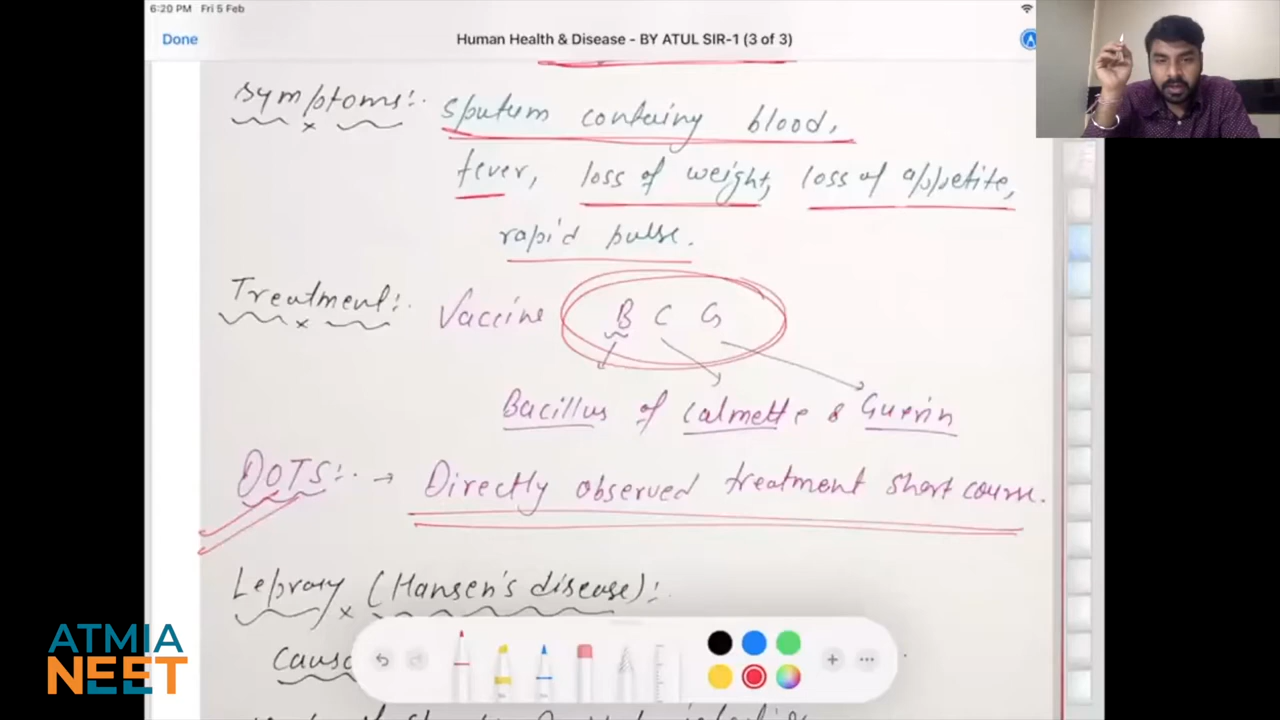 6:20 PM Fri 5 Feb
Done
Human Health & Disease - BY ATUL SIR-1 (3 of 3)
Symptoms:
Sputum containg blood,
fever, loss of weight, loss of appetite,
rapid pulse.
Treatment:
Vaccine B C G
Bacillus of Calmette & Guerin
DOTS: → Directly observed treatment short course.
Leprosy (Hansen's disease):
ATMIA
NEET